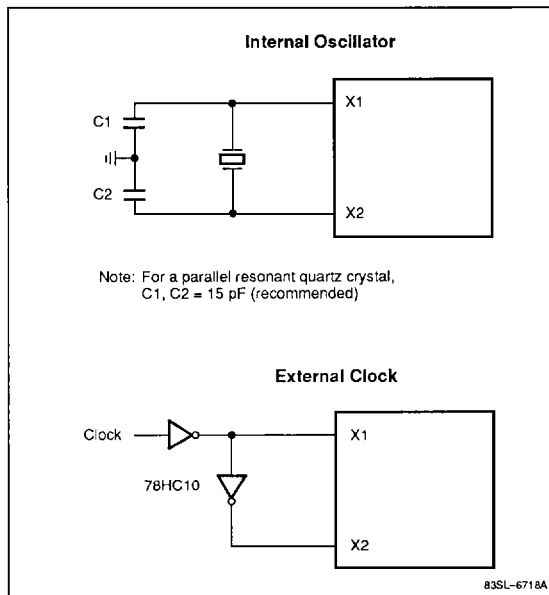 Internal Oscillator
X1
C1
C2
X2
Note: For a parallel resonant quartz crystal,
C1, C2 = 15 pF (recommended)
External Clock
Clock
X1
78HC10
X2
83SL-6718A